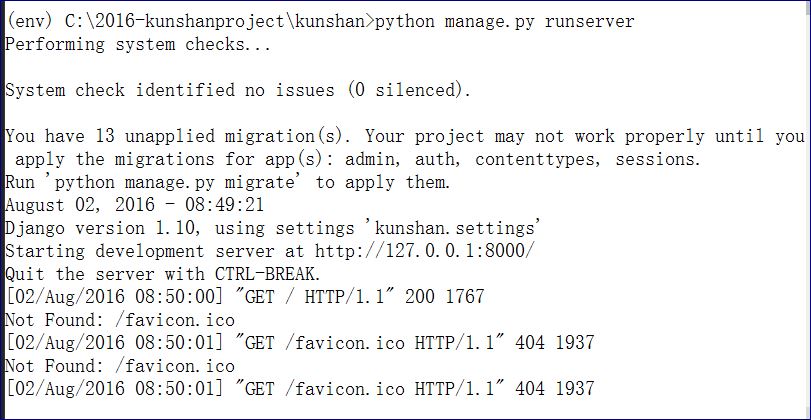 (env) C:\2016-kunshanproject\kunshan>python manage.py runserver
Performing system checks...
System check identified no issues (0 silenced).
You have 13 unapplied migration(s). Your project may not work properly until you
apply the migrations for app(s): admin, auth, contenttypes, sessions.
Run 'python manage.py migrate' to apply them.
August 02, 2016 - 08:49:21
Django version 1.10, using settings 'kunshan.settings'
Starting development server at http://127.0.0.1:8000/
Quit the server with CTRL-BREAK.
[02/Aug/2016 08:50:00] "GET / HTTP/1.1" 200 1767
Not Found: /favicon.ico
[02/Aug/2016 08:50:01] "GET /favicon.ico HTTP/1.1" 404 1937
Not Found: /favicon.ico
[02/Aug/2016 08:50:01] "GET /favicon.ico HTTP/1.1" 404 1937